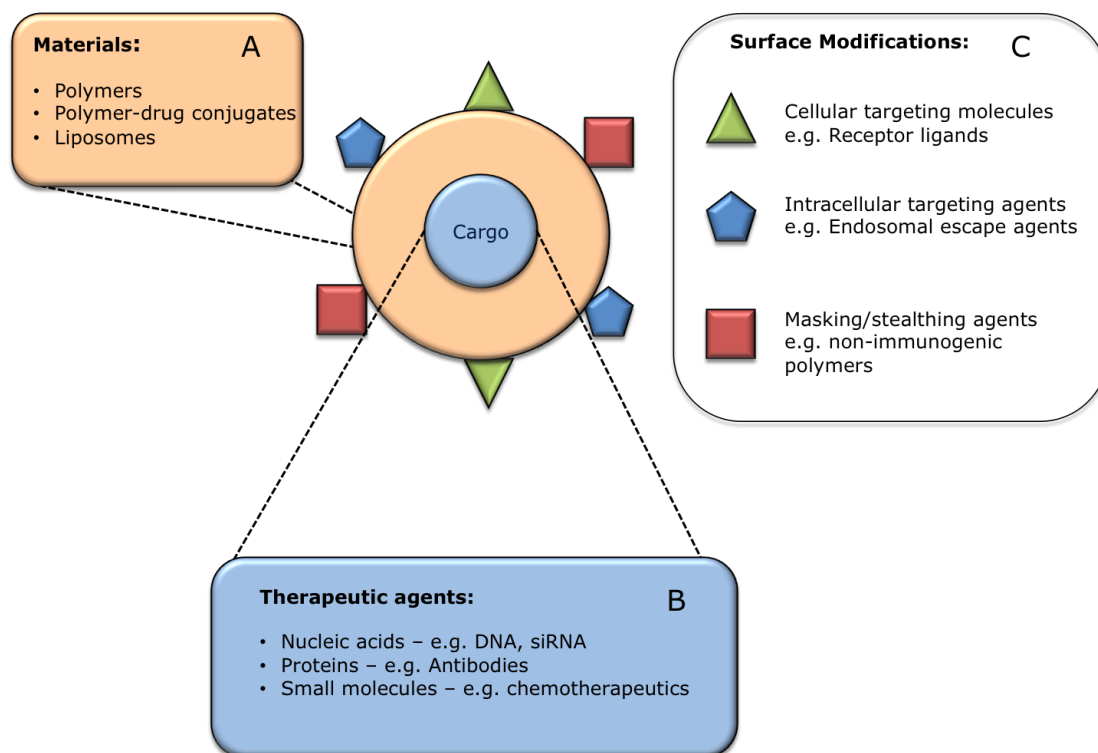 Materials: A
• Polymers
• Polymer-drug conjugates
• Liposomes
Cargo
Surface Modifications: C
Cellular targeting molecules
e.g. Receptor ligands
Intracellular targeting agents
e.g. Endosomal escape agents
Masking/stealthing agents
e.g. non-immunogenic
polymers
Therapeutic agents: B
• Nucleic acids – e.g. DNA, siRNA
• Proteins – e.g. Antibodies
• Small molecules – e.g. chemotherapeutics